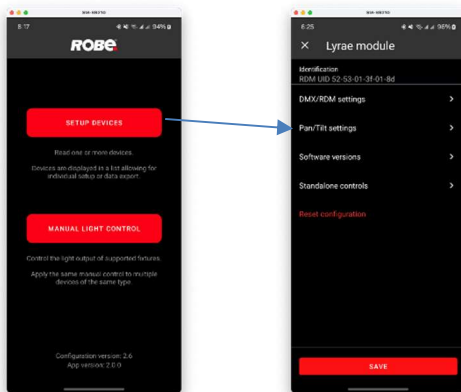 5:17
94%
ROBE
SETUP DEVICES
Read one or more devices.
Devices are displayed in a list allowing for
individual setup or data export.
MANUAL LIGHT CONTROL
Control the light output of supported fixtures.
Apply the same manual control to multiple
devices of the same type.
Configuration version: 2.6
App version: 2.0.0
6:25
96%
× Lyrae module
Identification
RDM UID 52-53-01-3f-01-8d
DMX/RDM settings >
Pan/Tilt settings >
Software versions >
Standalone controls >
Reset configuration
SAVE